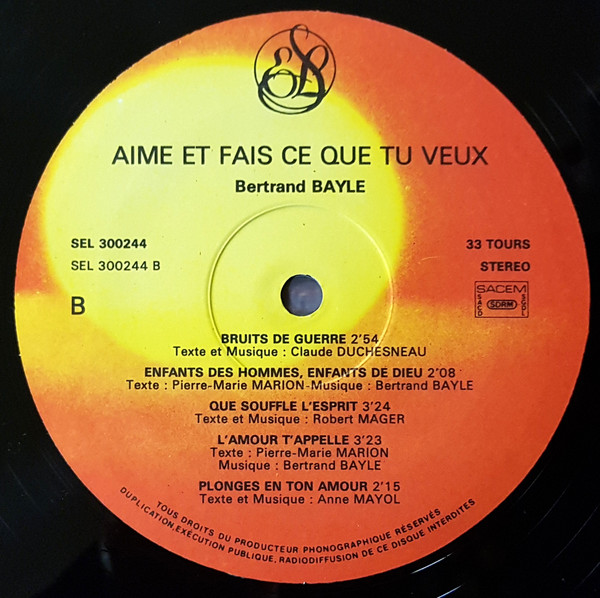 SEL
AIME ET FAIS CE QUE TU VEUX
Bertrand BAYLE
SEL 300244
33 TOURS
SEL 300244 B
STEREO
B
SACEM
SACD SDRM SGDL
BRUITS DE GUERRE 2'54
Texte et Musique : Claude DUCHESNEAU
ENFANTS DES HOMMES, ENFANTS DE DIEU 2'08
Texte : Pierre-Marie MARION-Musique : Bertrand BAYLE
QUE SOUFFLE L'ESPRIT 3'24
Texte et Musique : Robert MAGER
L'AMOUR T'APPELLE 3'23
Texte : Pierre-Marie MARION
Musique : Bertrand BAYLE
PLONGES EN TON AMOUR 2'15
Texte et Musique : Anne MAYOL
TOUS DROITS DU PRODUCTEUR PHONOGRAPHIQUE RÉSERVÉS
DUPLICATION, EXÉCUTION PUBLIQUE, RADIODIFFUSION DE CE DISQUE INTERDITES